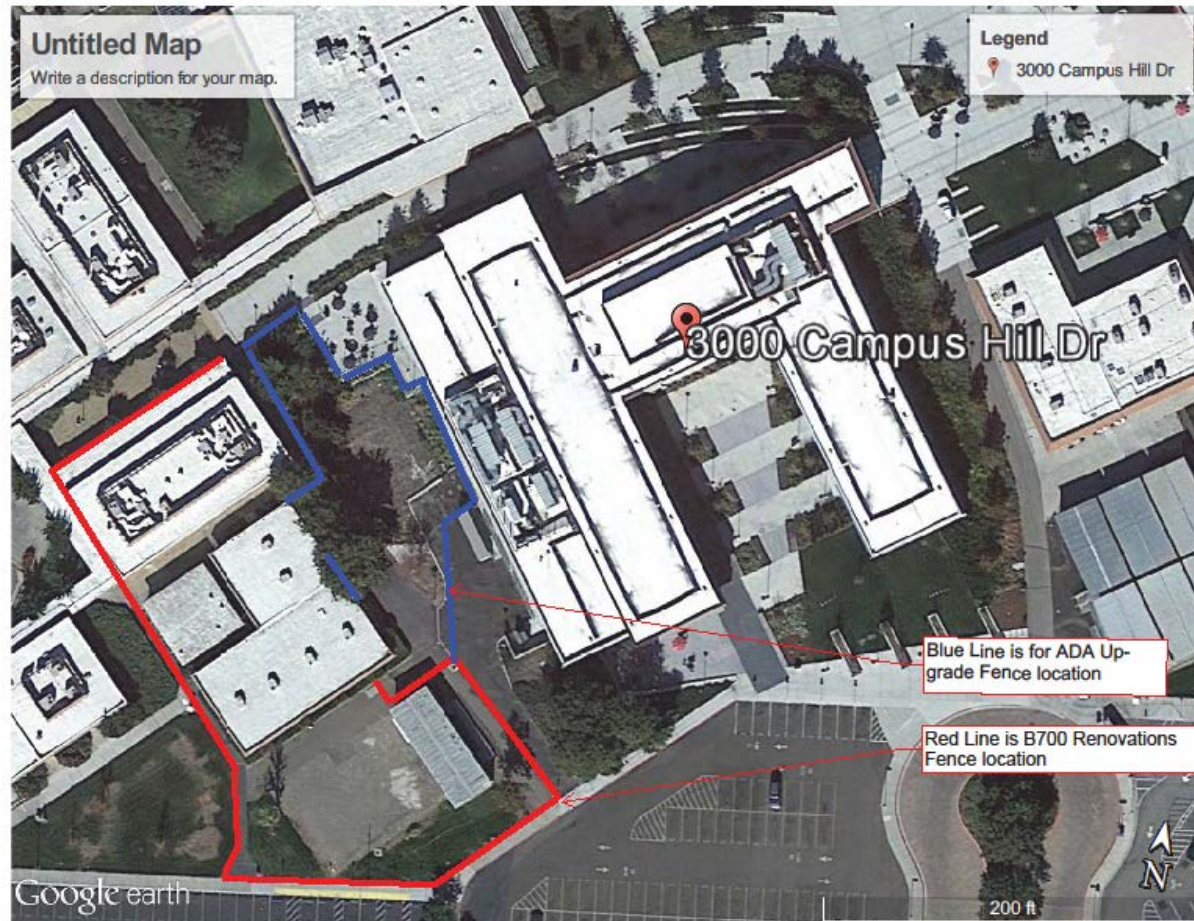 Untitled Map
Write a description for your map.
Legend
3000 Campus Hill Dr
3000 Campus Hill Dr
Blue Line is for ADA Up-
grade Fence location
Red Line is B700 Renovations
Fence location
Google earth
N
200 ft